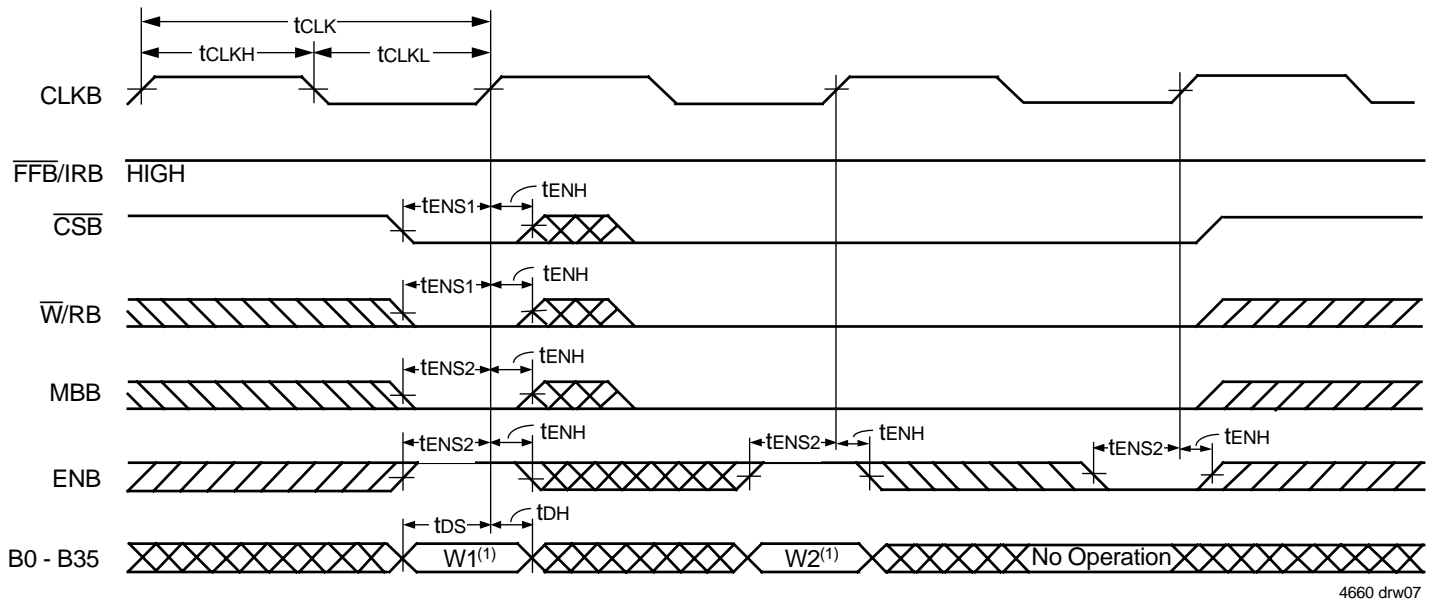 tCLK
tCLKH tCLKL
CLKB
FFB/IRB HIGH
tENS1 tENH
CSB
tENS1 tENH
W/RB
tENS2 tENH
MBB
tENS2 tENH tENS2 tENH tENS2 tENH
ENB
tDS tDH
B0 - B35 W1(1) W2(1) No Operation
4660 drw07